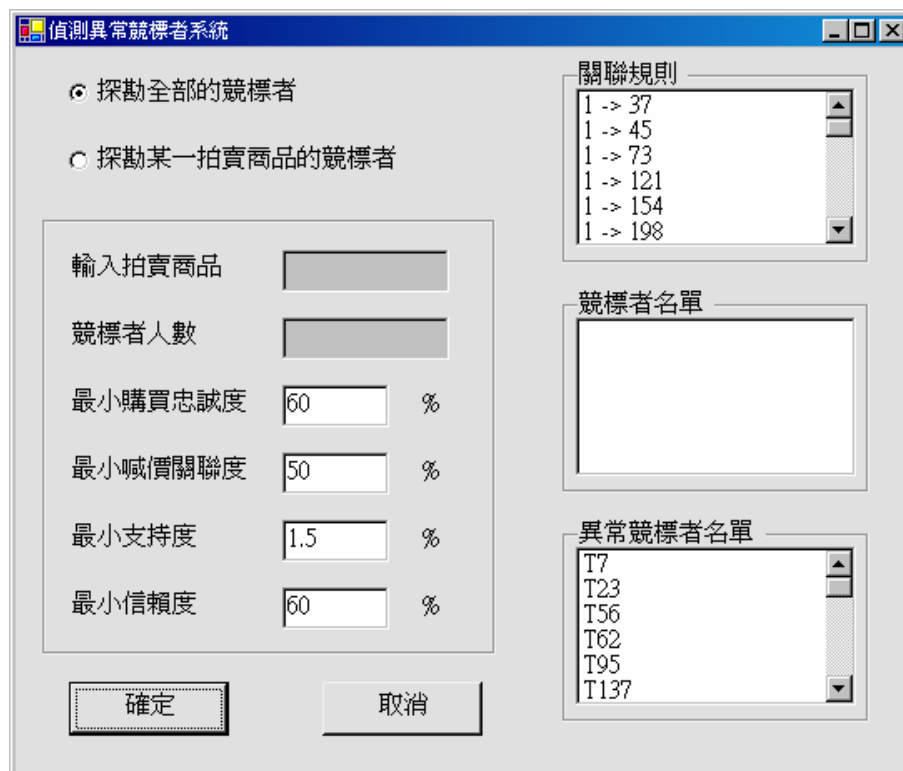 偵測異常競標者系統
探勘全部的競標者
探勘某一拍賣商品的競標者
輸入拍賣商品
競標者人數
最小購買忠誠度 60 %
最小喊價關聯度 50 %
最小支持度 1.5 %
最小信賴度 60 %
確定 取消
關聯規則
1 -> 37
1 -> 45
1 -> 73
1 -> 121
1 -> 154
1 -> 198
競標者名單
異常競標者名單
T7
T23
T56
T62
T95
T137